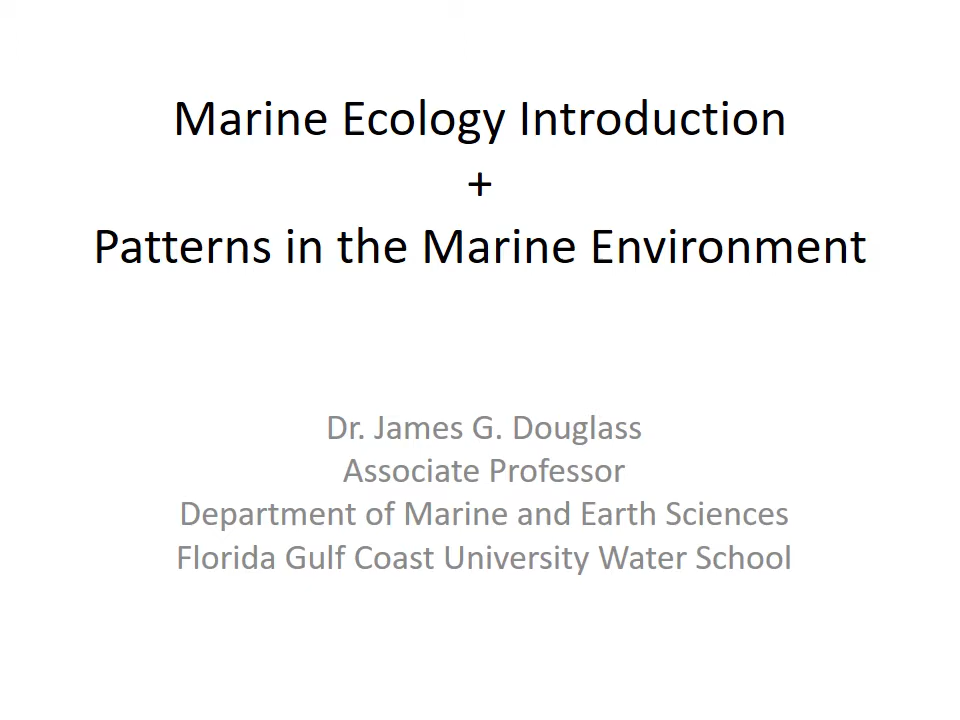 Marine Ecology Introduction
+
Patterns in the Marine Environment
Dr. James G. Douglass
Associate Professor
Department of Marine and Earth Sciences
Florida Gulf Coast University Water School